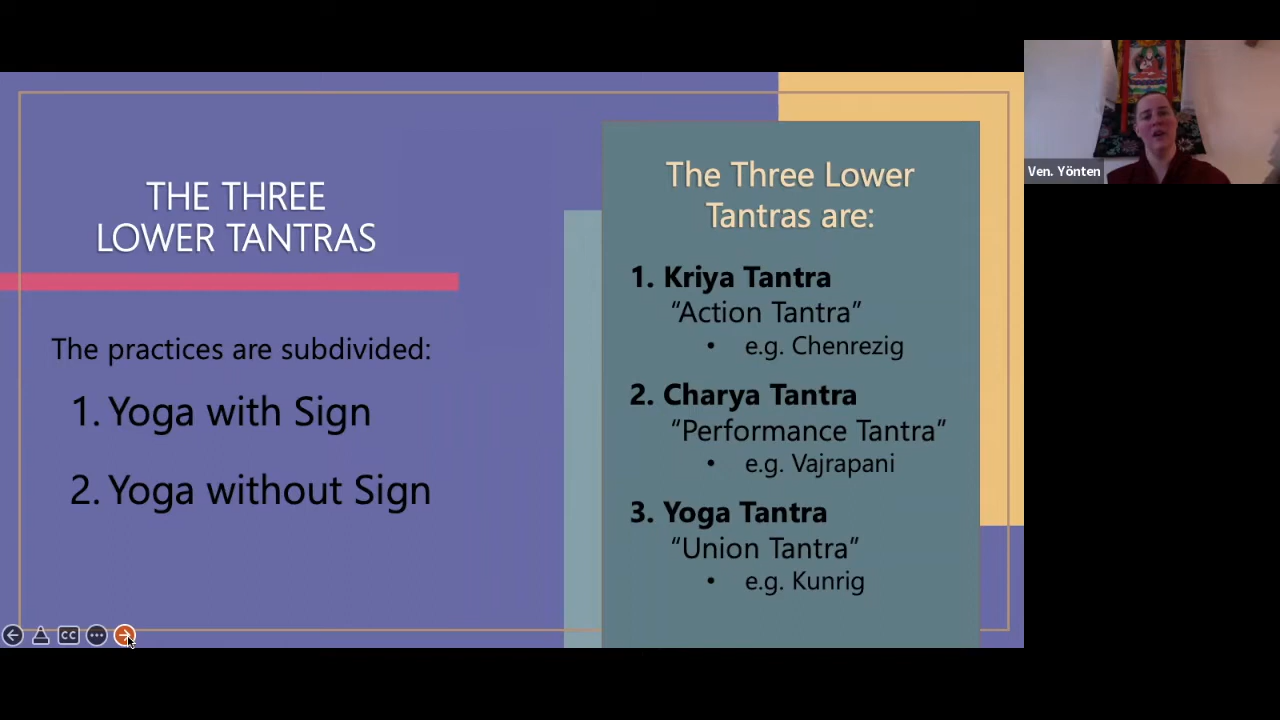 THE THREE
LOWER TANTRAS
The practices are subdivided:
1. Yoga with Sign
2. Yoga without Sign
The Three Lower
Tantras are:
1. Kriya Tantra
“Action Tantra”
• e.g. Chenrezig
2. Charya Tantra
“Performance Tantra”
• e.g. Vajrapani
3. Yoga Tantra
“Union Tantra”
• e.g. Kunrig
Ven. Yönten
CC